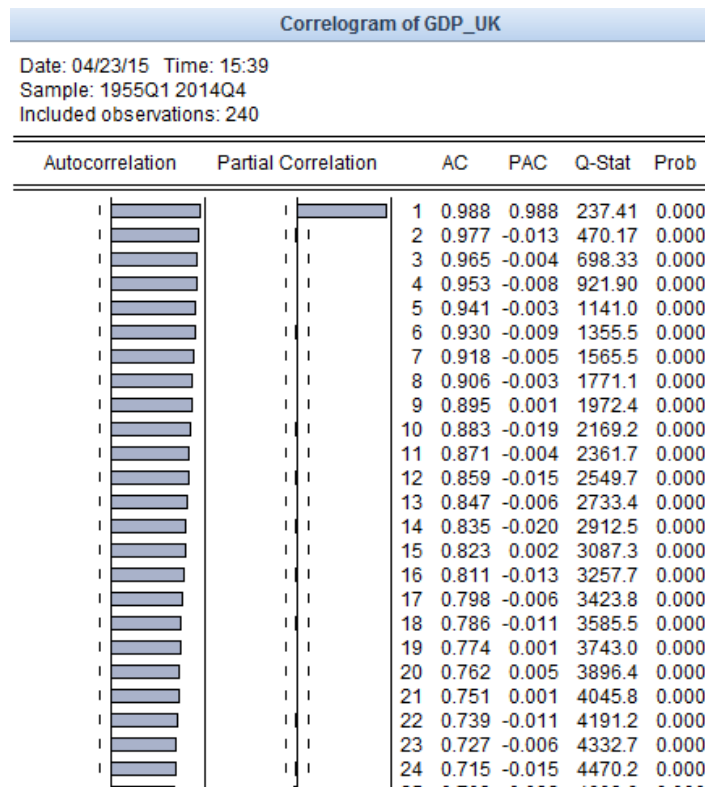 Correlogram of GDP_UK
Date: 04/23/15 Time: 15:39
Sample: 1955Q1 2014Q4
Included observations: 240
Autocorrelation Partial Correlation AC PAC Q-Stat Prob
1 0.988 0.988 237.41 0.000
2 0.977 -0.013 470.17 0.000
3 0.965 -0.004 698.33 0.000
4 0.953 -0.008 921.90 0.000
5 0.941 -0.003 1141.0 0.000
6 0.930 -0.009 1355.5 0.000
7 0.918 -0.005 1565.5 0.000
8 0.906 -0.003 1771.1 0.000
9 0.895 0.001 1972.4 0.000
10 0.883 -0.019 2169.2 0.000
11 0.871 -0.004 2361.7 0.000
12 0.859 -0.015 2549.7 0.000
13 0.847 -0.006 2733.4 0.000
14 0.835 -0.020 2912.5 0.000
15 0.823 0.002 3087.3 0.000
16 0.811 -0.013 3257.7 0.000
17 0.798 -0.006 3423.8 0.000
18 0.786 -0.011 3585.5 0.000
19 0.774 0.001 3743.0 0.000
20 0.762 0.005 3896.4 0.000
21 0.751 0.001 4045.8 0.000
22 0.739 -0.011 4191.2 0.000
23 0.727 -0.006 4332.7 0.000
24 0.715 -0.015 4470.2 0.000